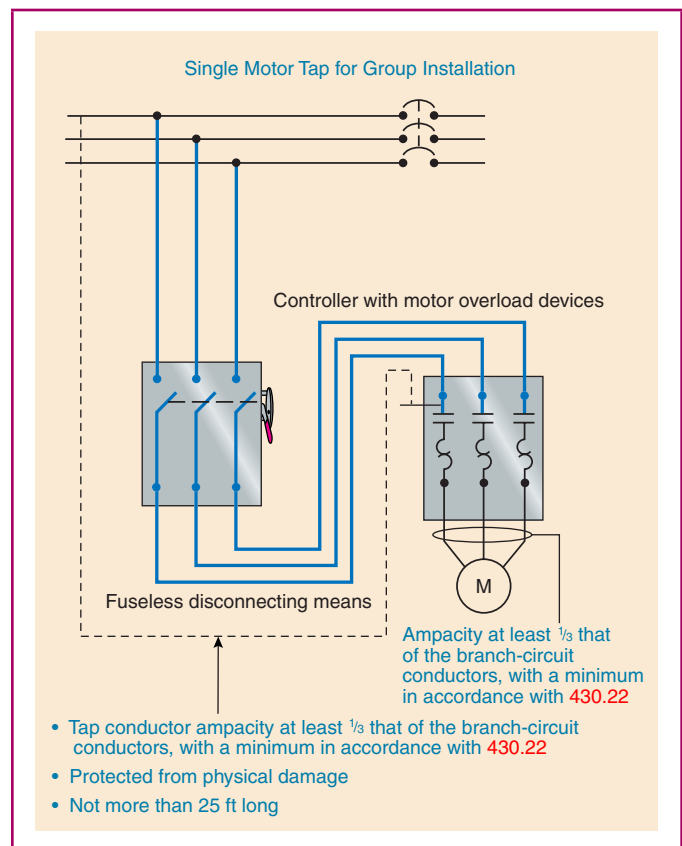 Single Motor Tap for Group Installation
Controller with motor overload devices
M
Fuseless disconnecting means
Ampacity at least 1/3 that
of the branch-circuit
conductors, with a minimum
in accordance with 430.22
• Tap conductor ampacity at least 1/3 that of the branch-circuit
conductors, with a minimum in accordance with 430.22
• Protected from physical damage
• Not more than 25 ft long